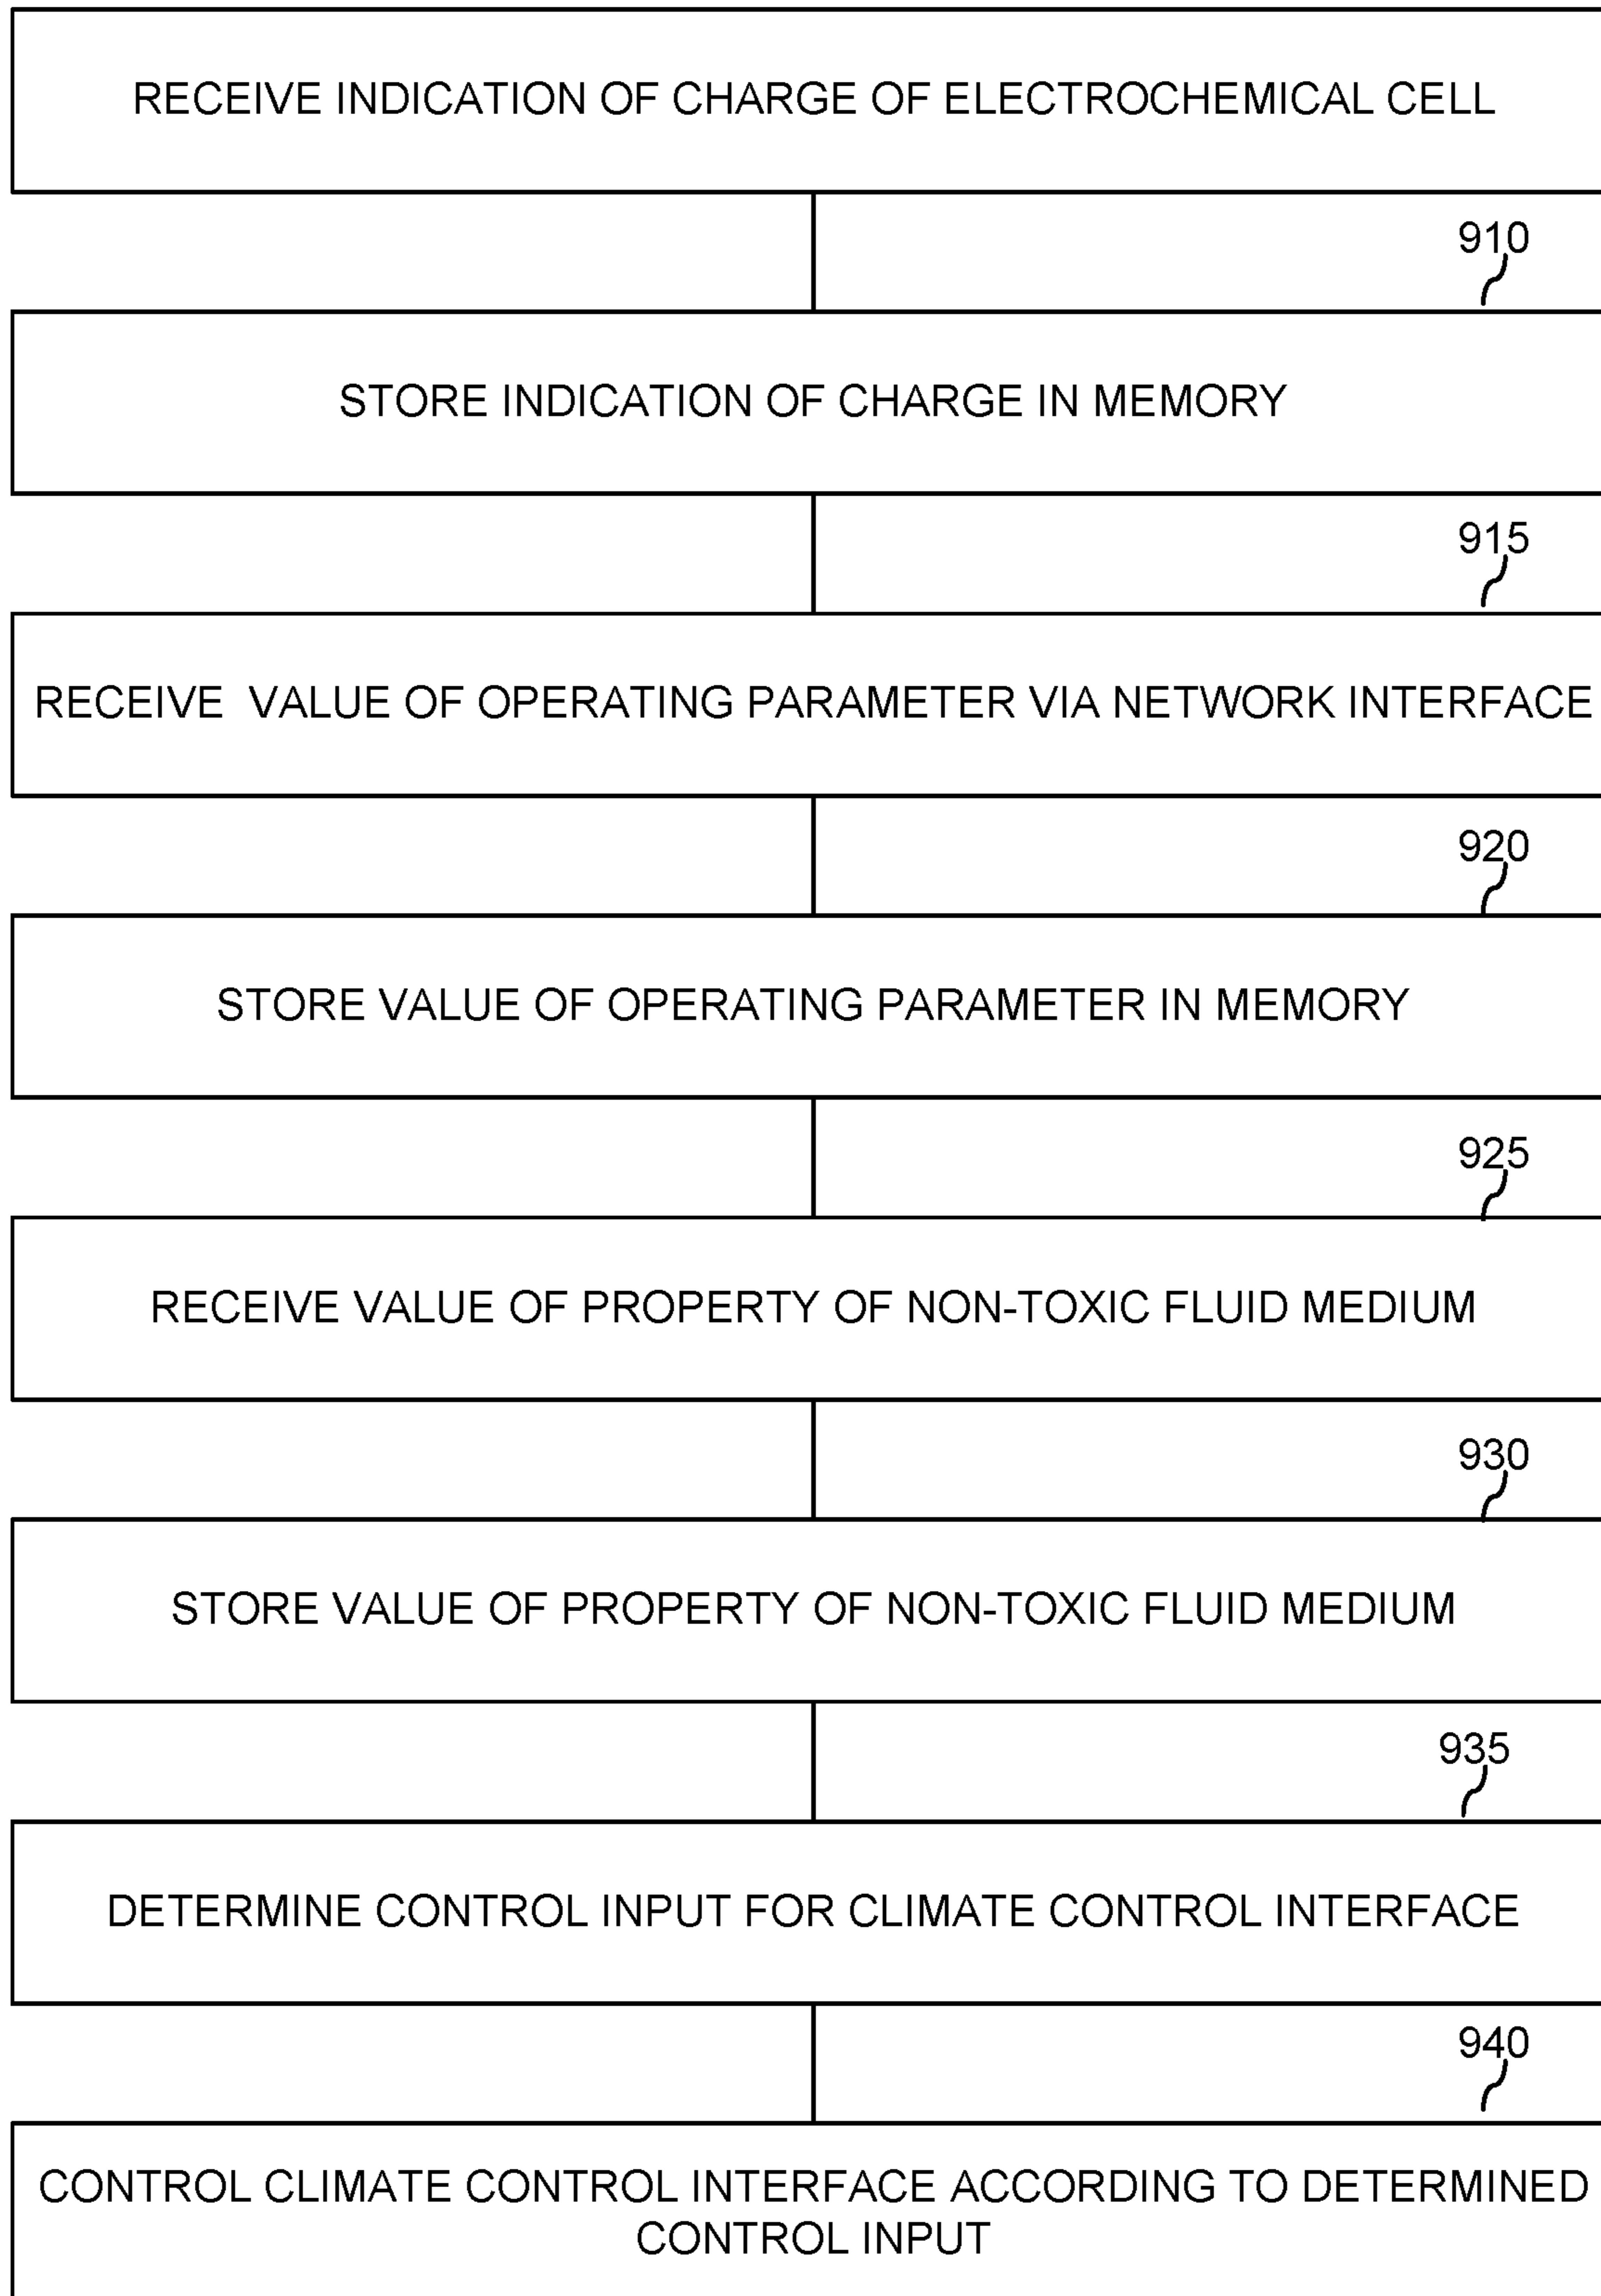 RECEIVE INDICATION OF CHARGE OF ELECTROCHEMICAL CELL
910
STORE INDICATION OF CHARGE IN MEMORY
915
RECEIVE VALUE OF OPERATING PARAMETER VIA NETWORK INTERFACE
920
STORE VALUE OF OPERATING PARAMETER IN MEMORY
925
RECEIVE VALUE OF PROPERTY OF NON-TOXIC FLUID MEDIUM
930
STORE VALUE OF PROPERTY OF NON-TOXIC FLUID MEDIUM
935
DETERMINE CONTROL INPUT FOR CLIMATE CONTROL INTERFACE
940
CONTROL CLIMATE CONTROL INTERFACE ACCORDING TO DETERMINED
CONTROL INPUT